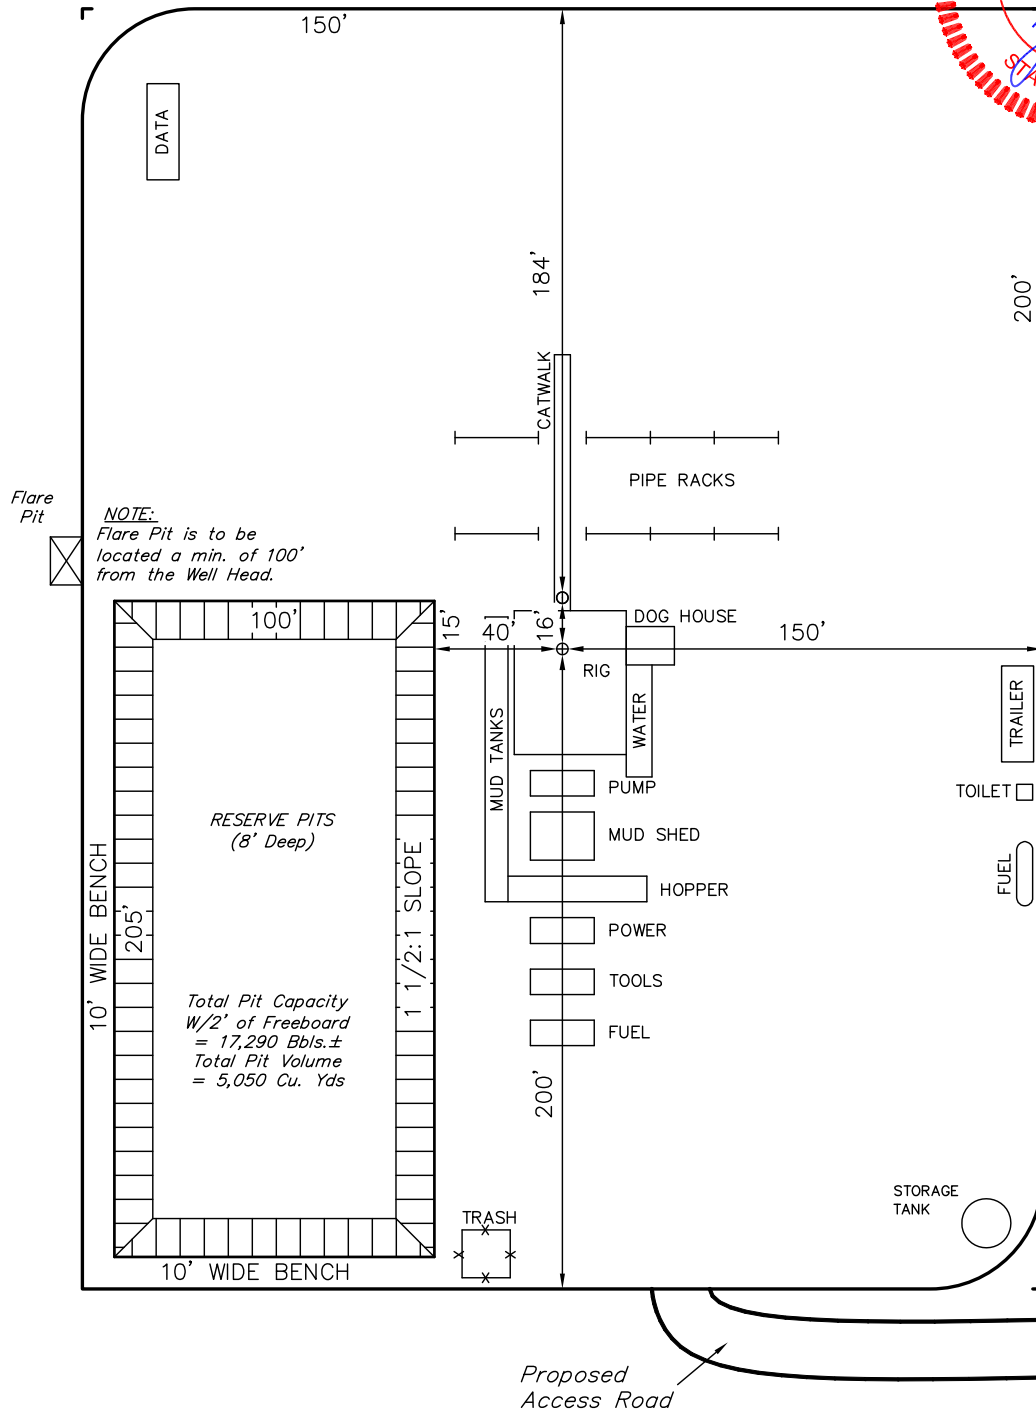 150'
STA
DATA
184'
200'
CATWALK
PIPE RACKS
Flare
Pit
NOTE:
Flare Pit is to be
located a min. of 100'
from the Well Head.
100'
15'
40'
16'
DOG HOUSE
150'
RIG
WATER
TRAILER
MUD TANKS
PUMP
TOILET
RESERVE PITS
(8' Deep)
MUD SHED
FUEL
HOPPER
10' WIDE BENCH
205'
1 1/2:1 SLOPE
POWER
TOOLS
Total Pit Capacity
W/2' of Freeboard
= 17,290 Bbls.±
Total Pit Volume
= 5,050 Cu. Yds
FUEL
200'
STORAGE
TANK
TRASH
10' WIDE BENCH
Proposed
Access Road